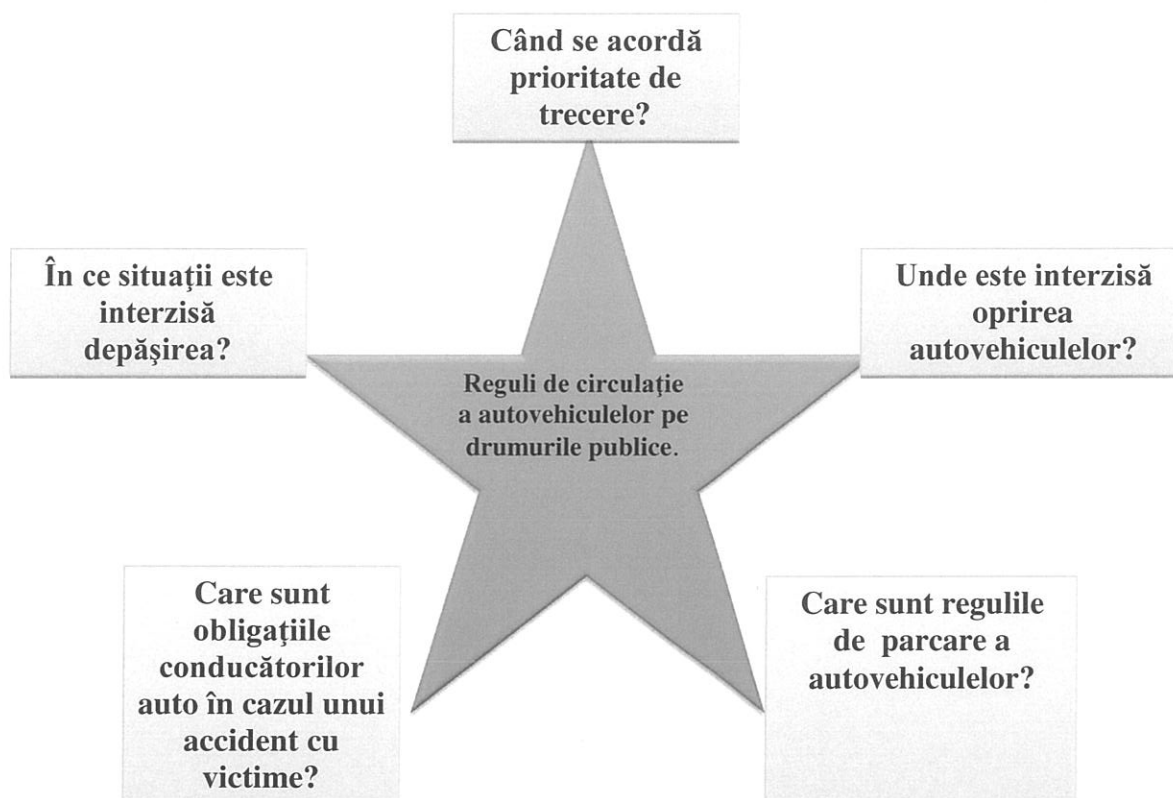 Când se acordă
prioritate de
trecere?
În ce situaţii este
interzisă
depăşirea?
Unde este interzisă
oprirea
autovehiculelor?
Reguli de circulaţie
a autovehiculelor pe
drumurile publice.
Care sunt
obligaţiile
conducătorilor
auto în cazul unui
accident cu
victime?
Care sunt regulile
de parcare a
autovehiculelor?